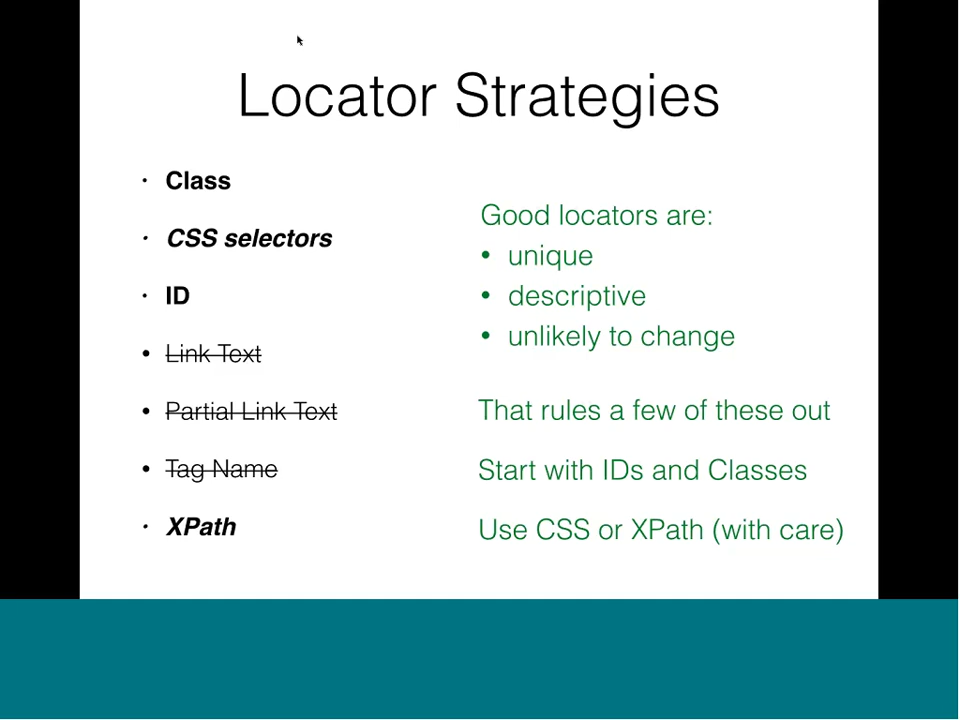 Locator Strategies
• Class
• CSS selectors
• ID
• Link Text
• Partial Link Text
• Tag Name
• XPath
Good locators are:
• unique
• descriptive
• unlikely to change
That rules a few of these out
Start with IDs and Classes
Use CSS or XPath (with care)